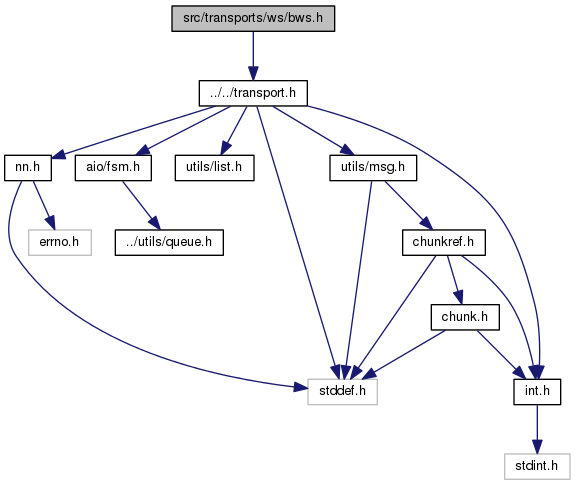 src/transports/ws/bws.h
../../transport.h
nn.h
aio/fsm.h
utils/list.h
utils/msg.h
errno.h
../utils/queue.h
chunkref.h
chunk.h
stddef.h
int.h
stdint.h